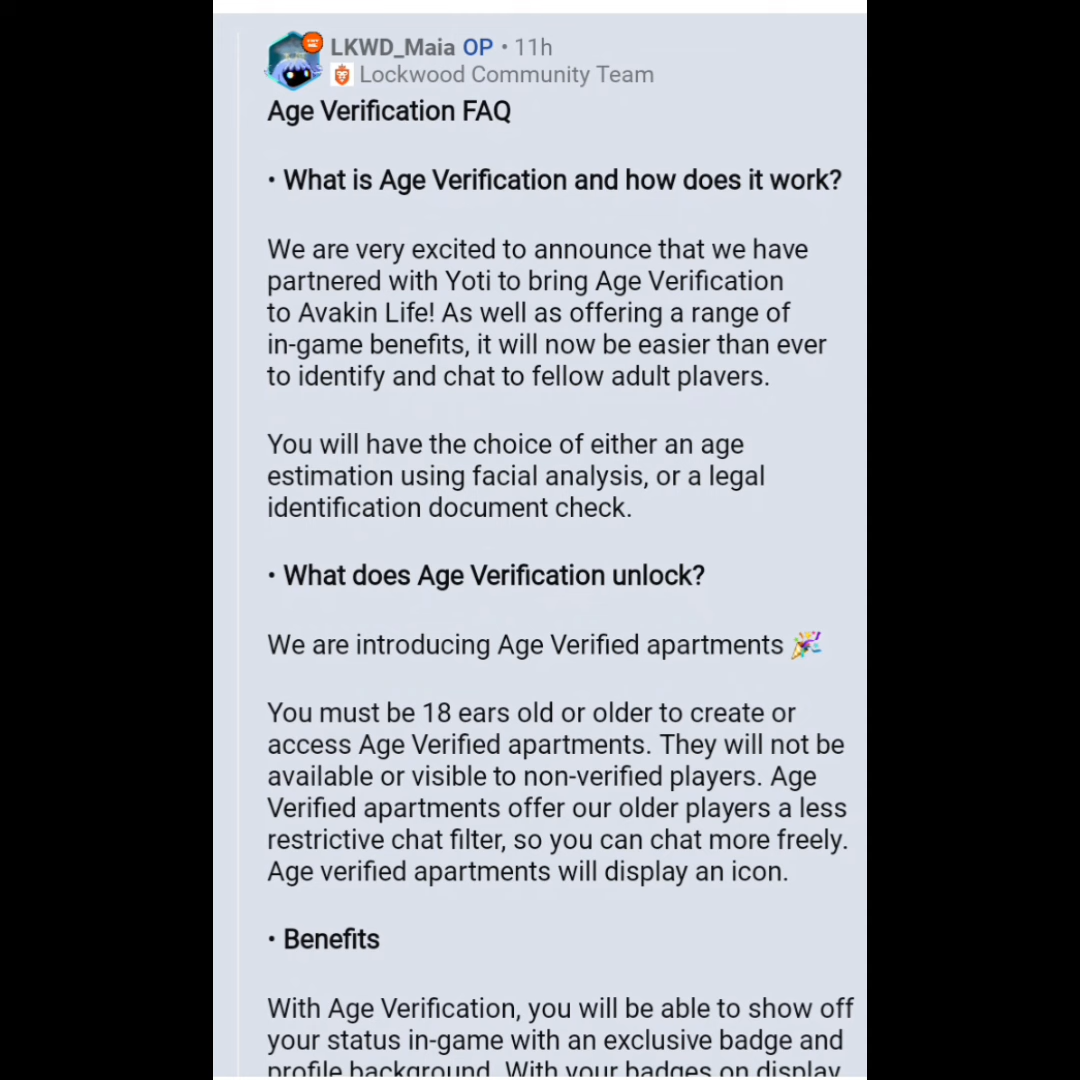 LKWD_Maia OP • 11h
Lockwood Community Team
Age Verification FAQ
• What is Age Verification and how does it work?
We are very excited to announce that we have
partnered with Yoti to bring Age Verification
to Avakin Life! As well as offering a range of
in-game benefits, it will now be easier than ever
to identify and chat to fellow adult plavers.
You will have the choice of either an age
estimation using facial analysis, or a legal
identification document check.
• What does Age Verification unlock?
We are introducing Age Verified apartments 🎉
You must be 18 ears old or older to create or
access Age Verified apartments. They will not be
available or visible to non-verified players. Age
Verified apartments offer our older players a less
restrictive chat filter, so you can chat more freely.
Age verified apartments will display an icon.
• Benefits
With Age Verification, you will be able to show off
your status in-game with an exclusive badge and
profile background. With your badges on display,